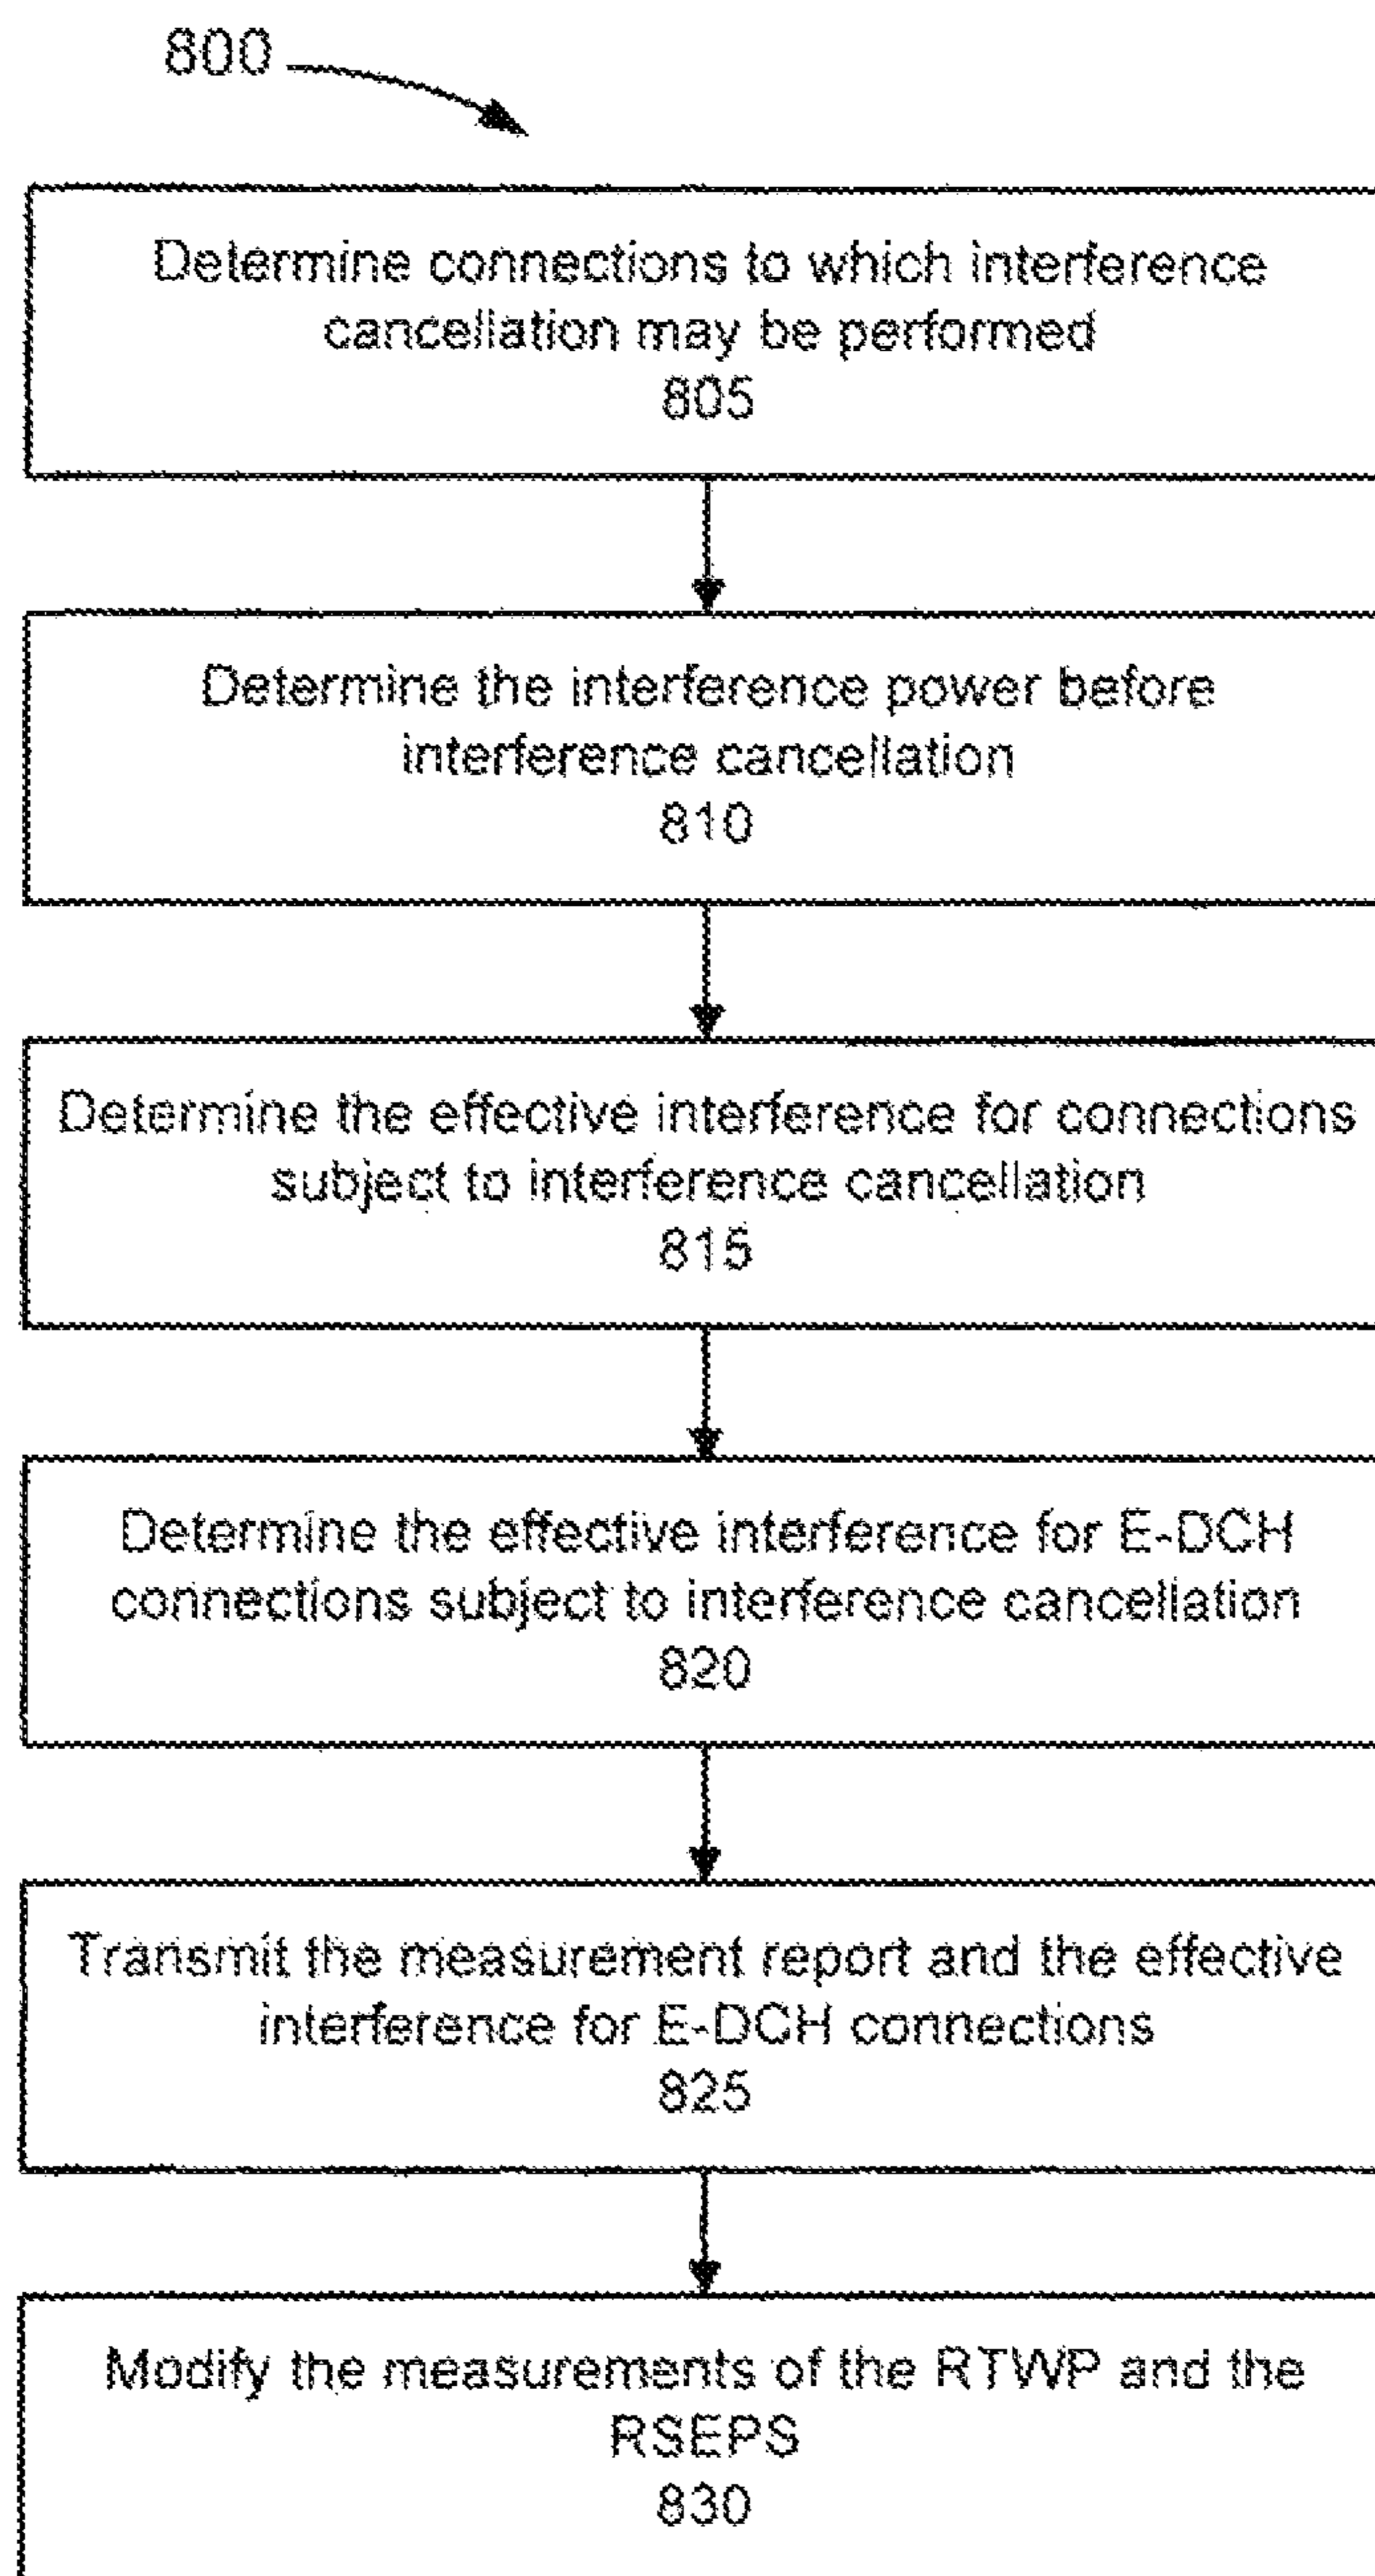 800
Determine connections to which interference
cancellation may be performed
805
Determine the interference power before
interference cancellation
810
Determine the effective interference for connections
subject to interference cancellation
815
Determine the effective interference for E-DCH
connections subject to interference cancellation
820
Transmit the measurement report and the effective
interference for E-DCH connections
825
Modify the measurements of the RTWP and the
RSEPS
830